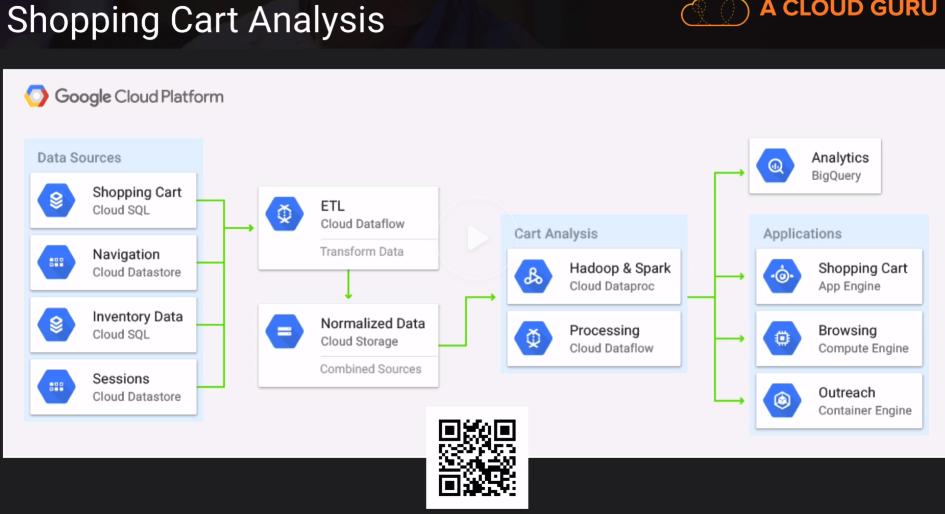 Shopping Cart Analysis
A CLOUD GURU
Google Cloud Platform
Data Sources
Shopping Cart
Cloud SQL
Navigation
Cloud Datastore
Inventory Data
Cloud SQL
Sessions
Cloud Datastore
ETL
Cloud Dataflow
Transform Data
Normalized Data
Cloud Storage
Combined Sources
Cart Analysis
Hadoop & Spark
Cloud Dataproc
Processing
Cloud Dataflow
Analytics
BigQuery
Applications
Shopping Cart
App Engine
Browsing
Compute Engine
Outreach
Container Engine